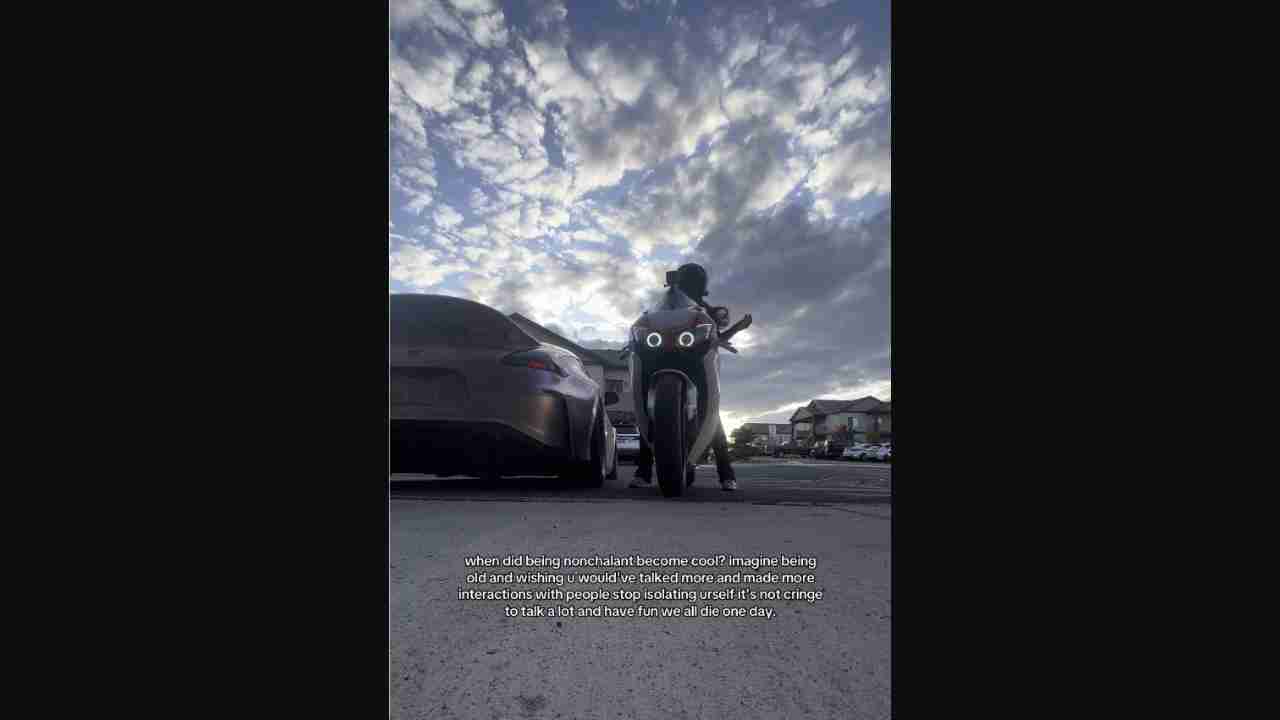 when did being nonchalant become cool? imagine being
old and wishing u would've talked more and made more
interactions with people stop isolating urself it's not cringe
to talk a lot and have fun we all die one day.